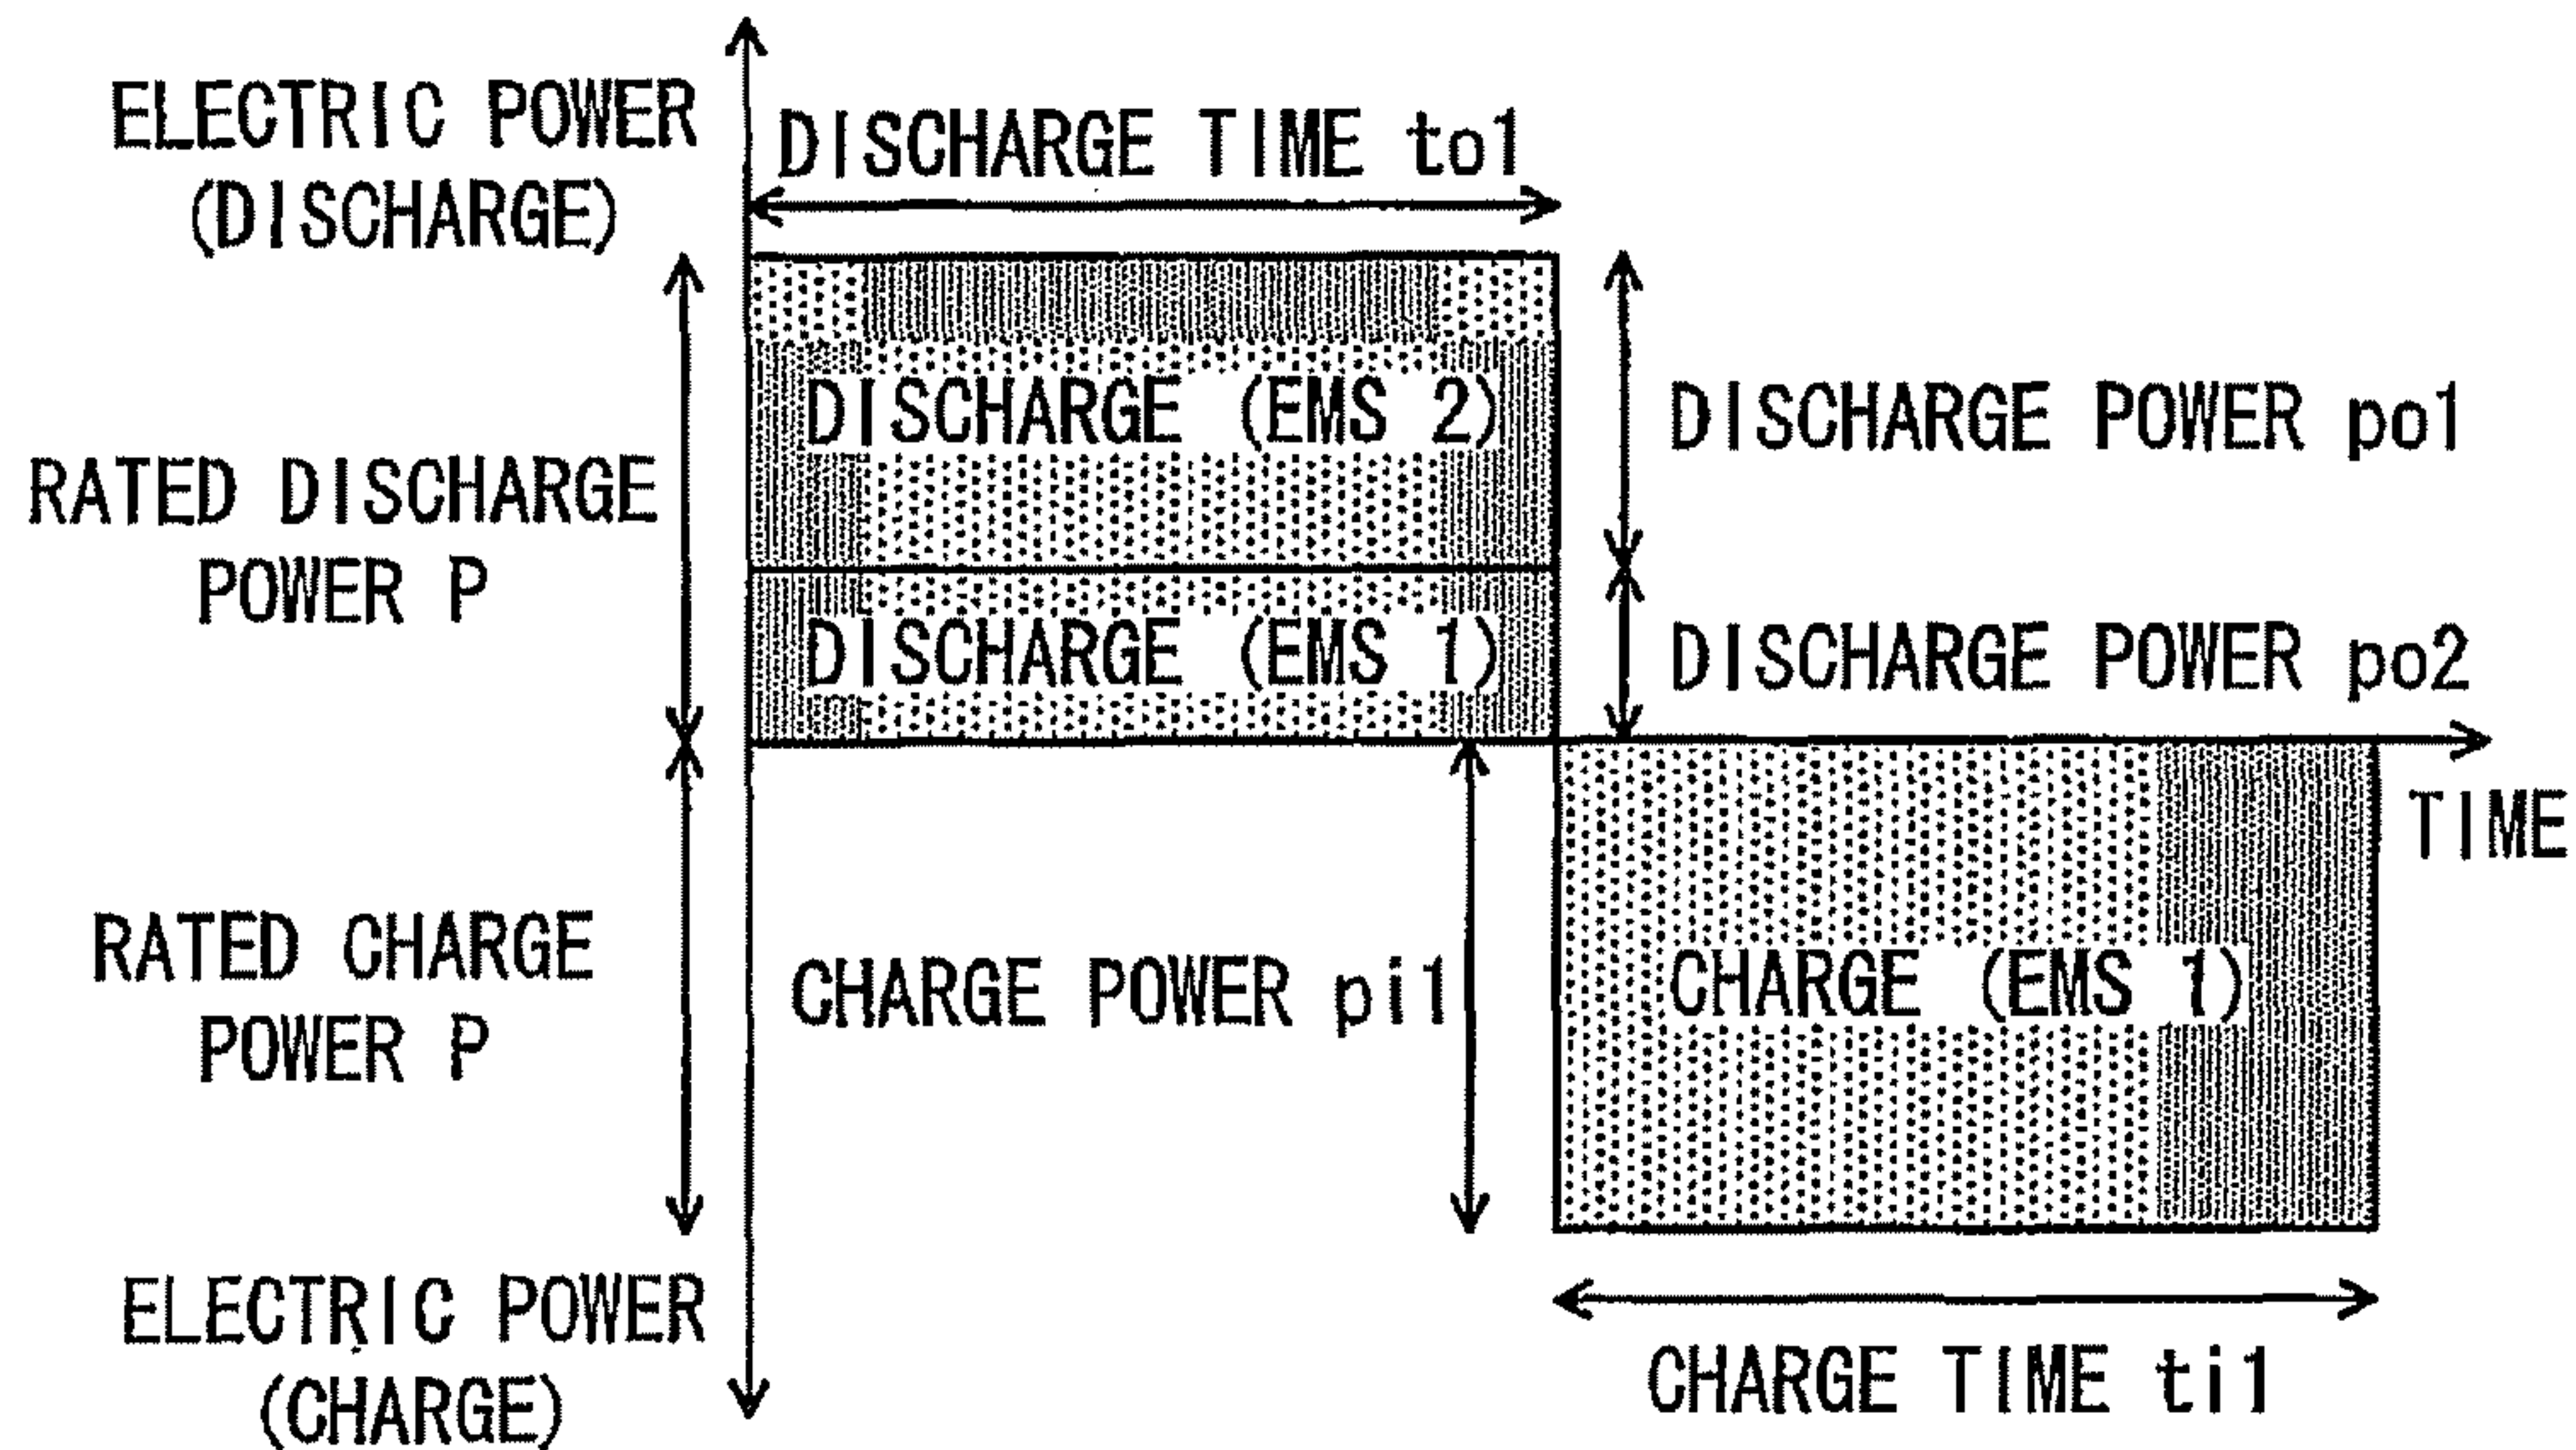 ELECTRIC POWER
(DISCHARGE)
DISCHARGE TIME to1
RATED DISCHARGE
POWER P
DISCHARGE (EMS 2)
DISCHARGE POWER po1
DISCHARGE (EMS 1)
DISCHARGE POWER po2
TIME
RATED CHARGE
POWER P
CHARGE POWER pi1
CHARGE (EMS 1)
ELECTRIC POWER
(CHARGE)
CHARGE TIME ti1